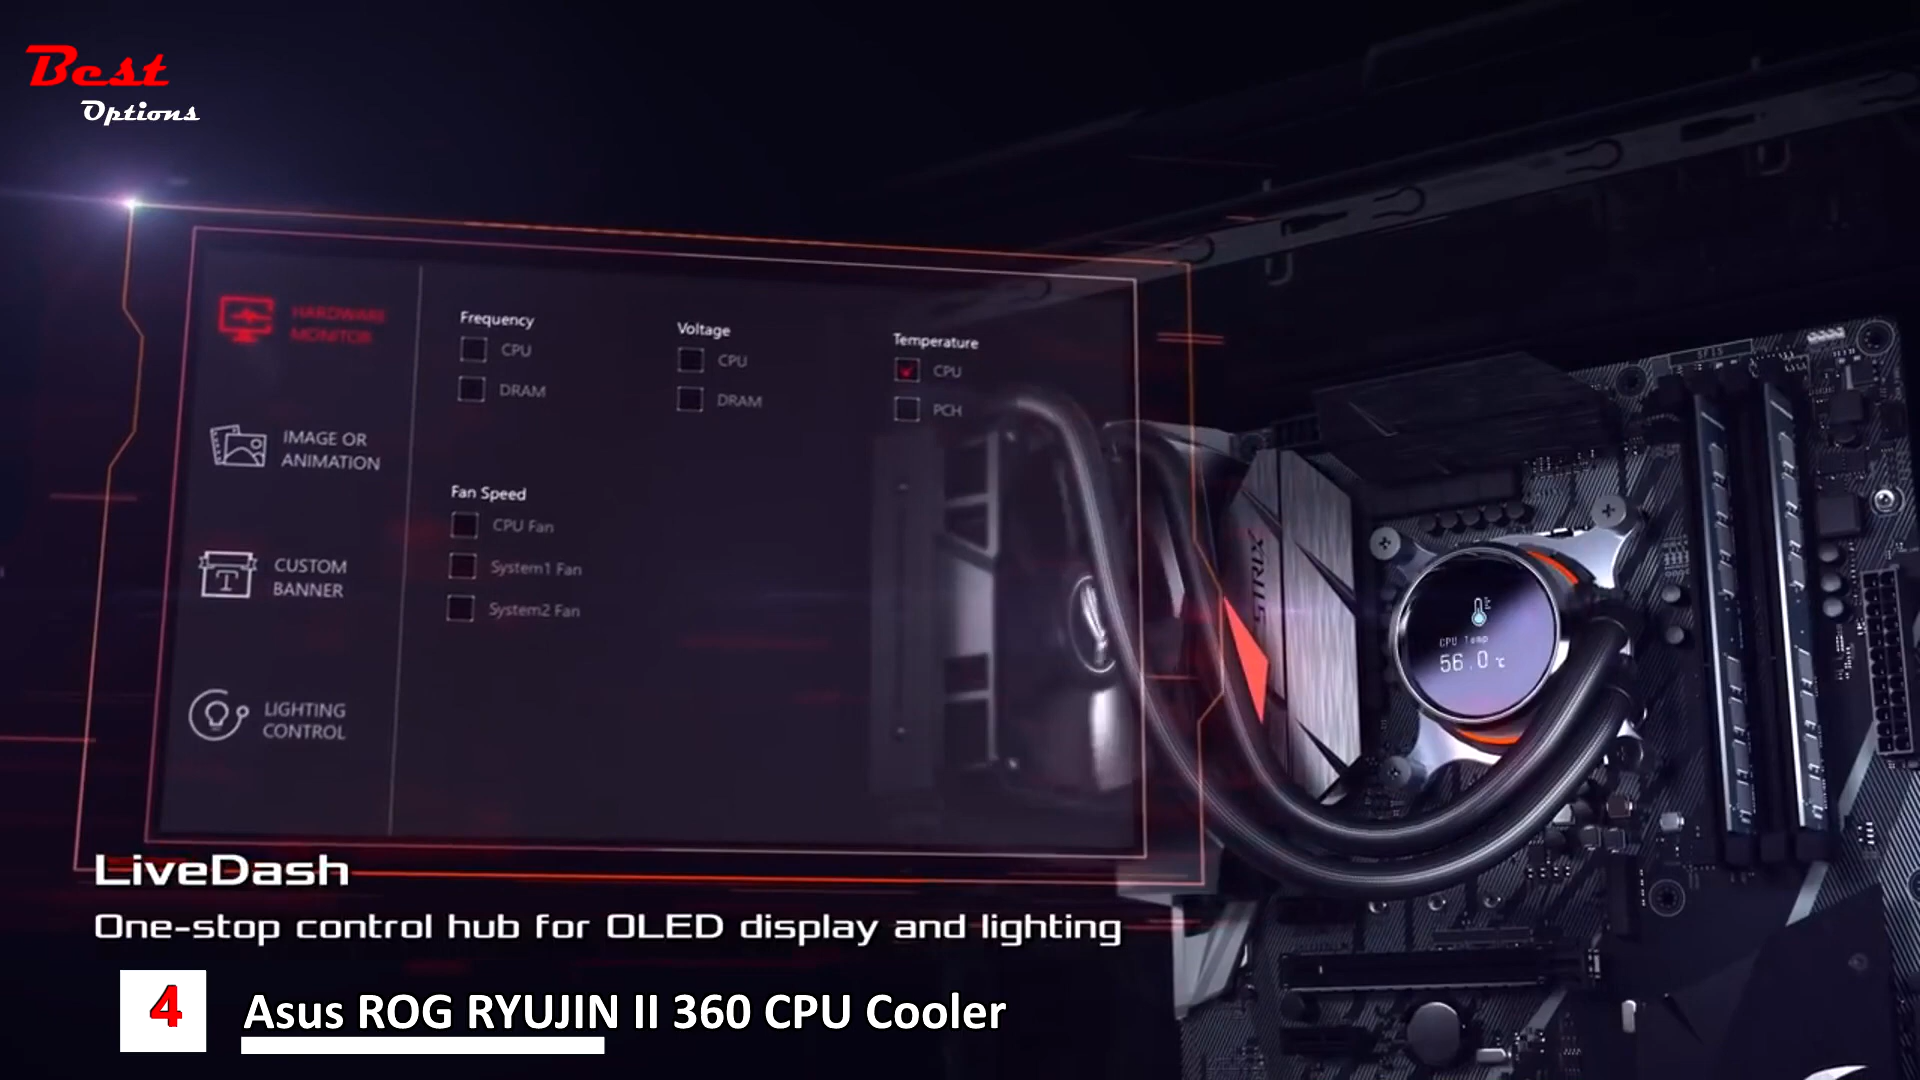 Best
Options
HARDWARE
MONITOR
IMAGE OR
ANIMATION
CUSTOM
BANNER
LIGHTING
CONTROL
Frequency
CPU
DRAM
Voltage
CPU
DRAM
Temperature
CPU
PCH
Fan Speed
CPU Fan
System1 Fan
System2 Fan
STRIX
CPU Temp
56.0 °C
LiveDash
One-stop control hub for OLED display and lighting
4
Asus ROG RYUJIN II 360 CPU Cooler